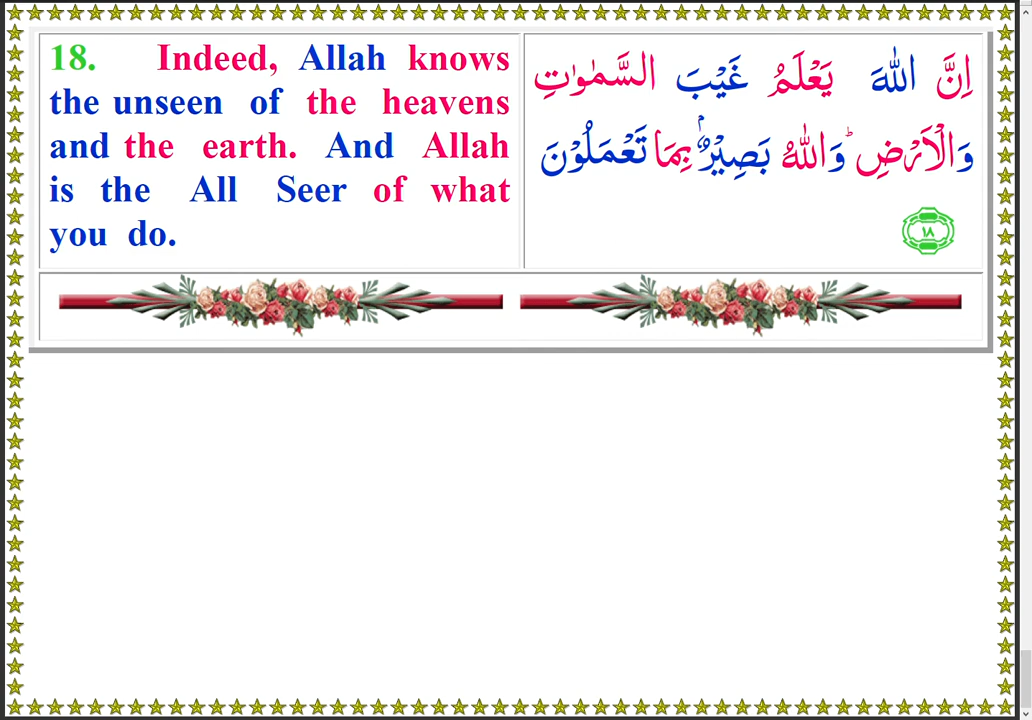 18. Indeed, Allah knows
the unseen of the heavens
and the earth. And Allah
is the All Seer of what
you do.
اِنَّ اللّٰهَ يَعْلَمُ غَيْبَ السَّمٰوٰتِ
وَالْاَرْضِ ؕ وَاللّٰهُ بَصِيْرٌۢ بِمَا تَعْمَلُوْنَ
١٨